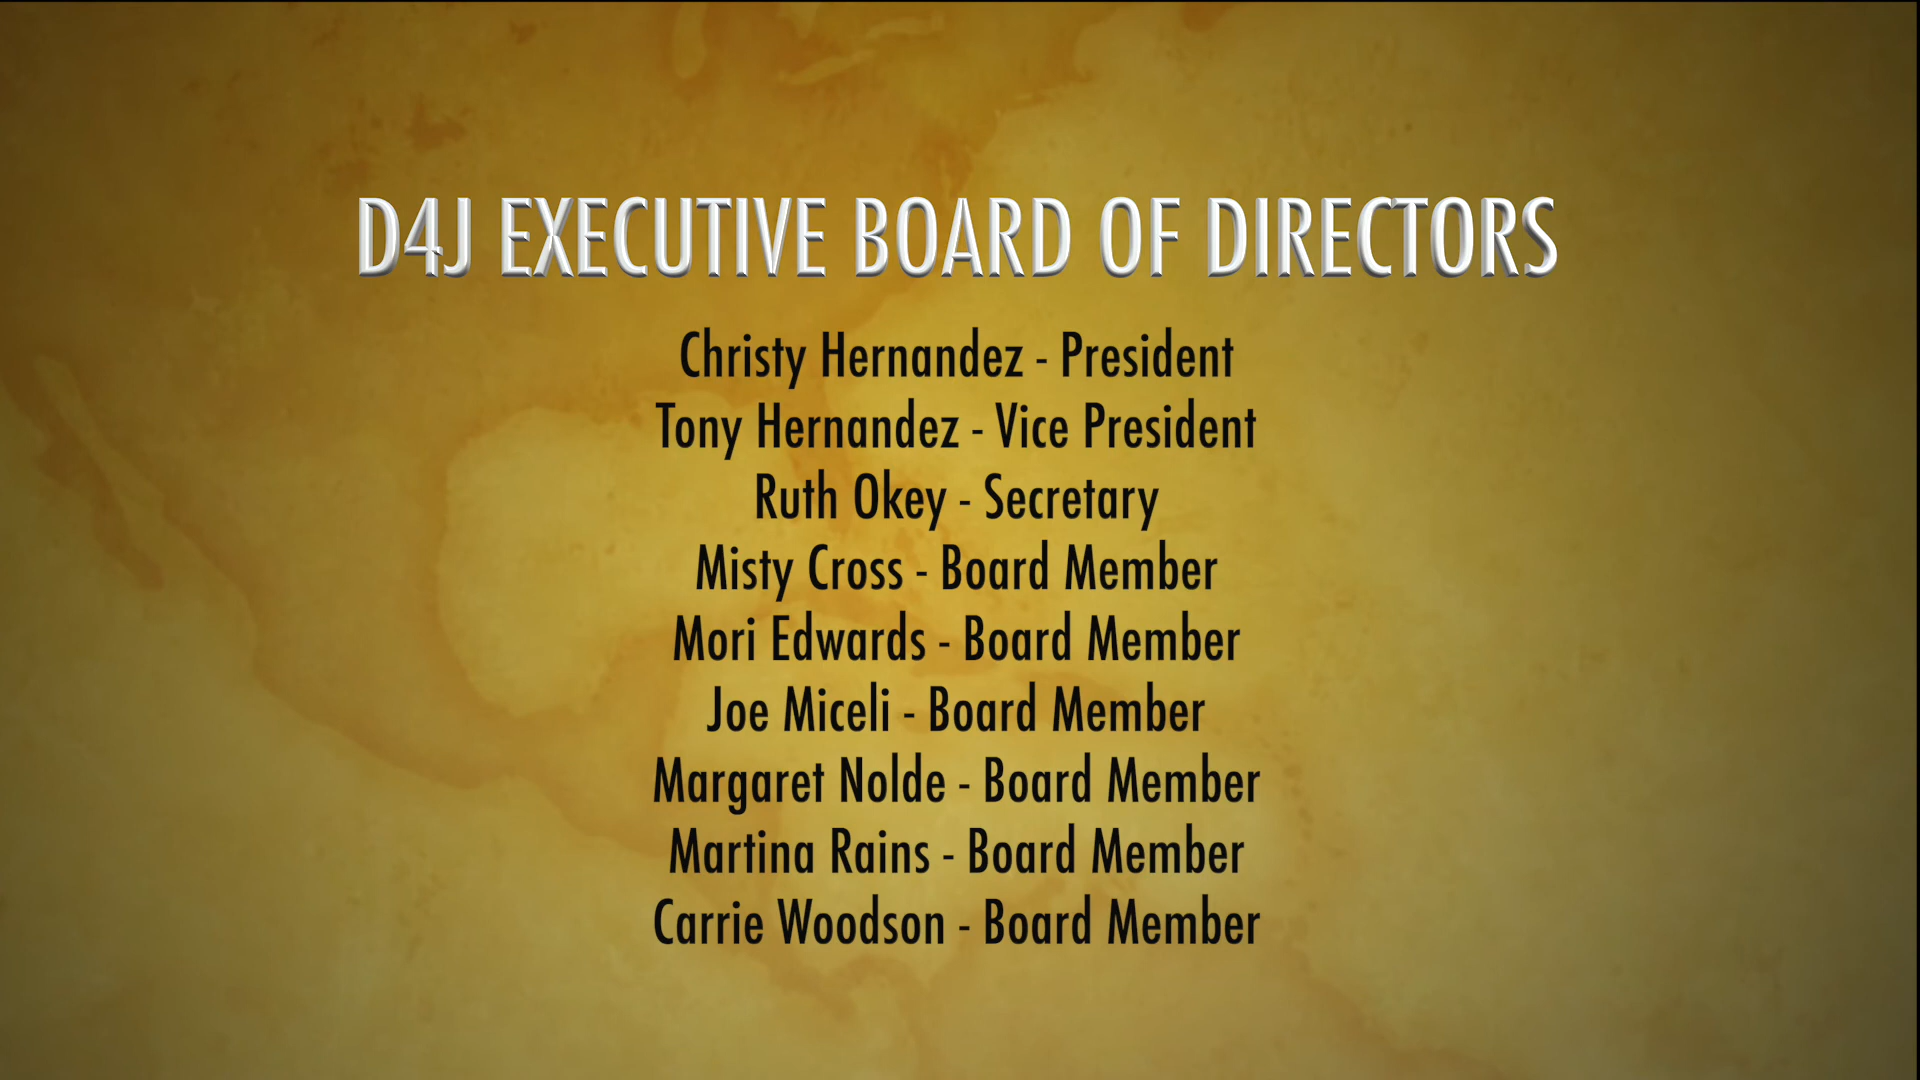 D4J EXECUTIVE BOARD OF DIRECTORS
Christy Hernandez - President
Tony Hernandez - Vice President
Ruth Okey - Secretary
Misty Cross - Board Member
Mori Edwards - Board Member
Joe Miceli - Board Member
Margaret Nolde - Board Member
Martina Rains - Board Member
Carrie Woodson - Board Member